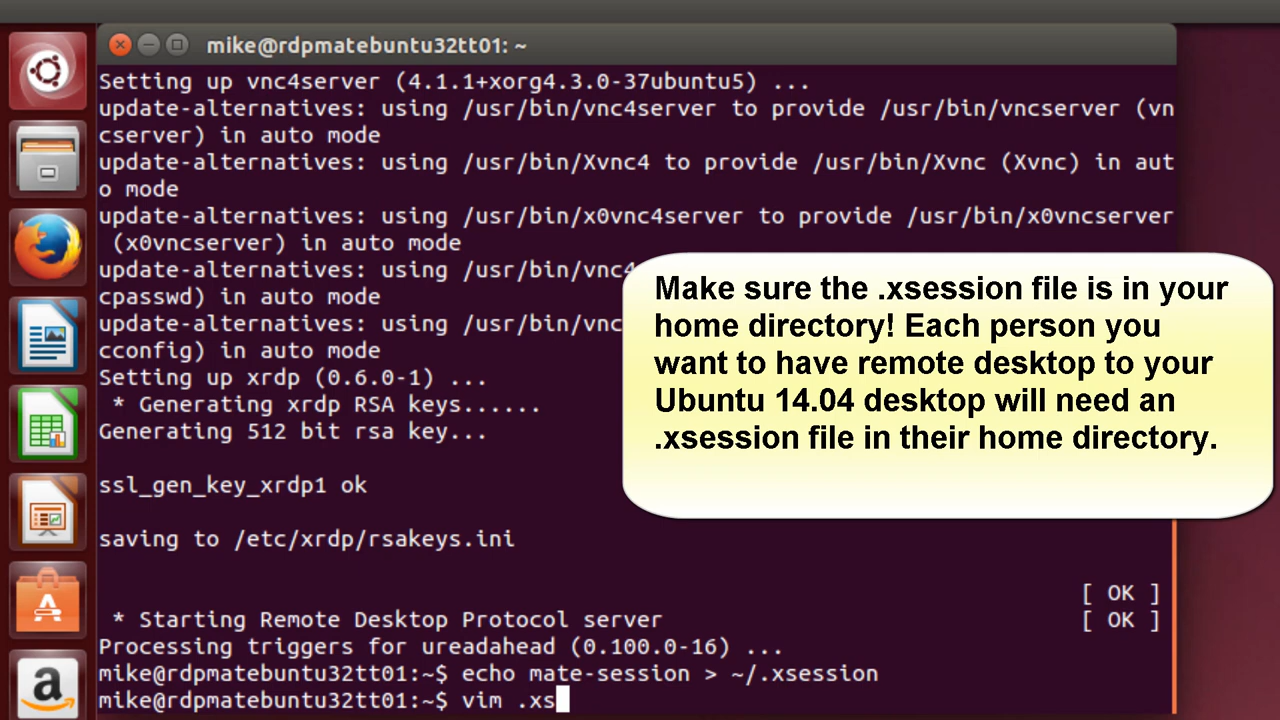 mike@rdpmatebuntu32tt01: ~
Setting up vnc4server (4.1.1+xorg4.3.0-37ubuntu5) ...
update-alternatives: using /usr/bin/vnc4server to provide /usr/bin/vncserver (vn
cserver) in auto mode
update-alternatives: using /usr/bin/Xvnc4 to provide /usr/bin/Xvnc (Xvnc) in aut
o mode
update-alternatives: using /usr/bin/x0vnc4server to provide /usr/bin/x0vncserver
(x0vncserver) in auto mode
update-alternatives: using /usr/bin/vnc4
cpasswd) in auto mode
update-alternatives: using /usr/bin/vnc
cconfig) in auto mode
Setting up xrdp (0.6.0-1) ...
* Generating xrdp RSA keys......
Generating 512 bit rsa key...
ssl_gen_key_xrdp1 ok
saving to /etc/xrdp/rsakeys.ini
[ OK ]
* Starting Remote Desktop Protocol server [ OK ]
Processing triggers for ureadahead (0.100.0-16) ...
mike@rdpmatebuntu32tt01:~$ echo mate-session > ~/.xsession
mike@rdpmatebuntu32tt01:~$ vim .xs
Make sure the .xsession file is in your
home directory! Each person you
want to have remote desktop to your
Ubuntu 14.04 desktop will need an
.xsession file in their home directory.